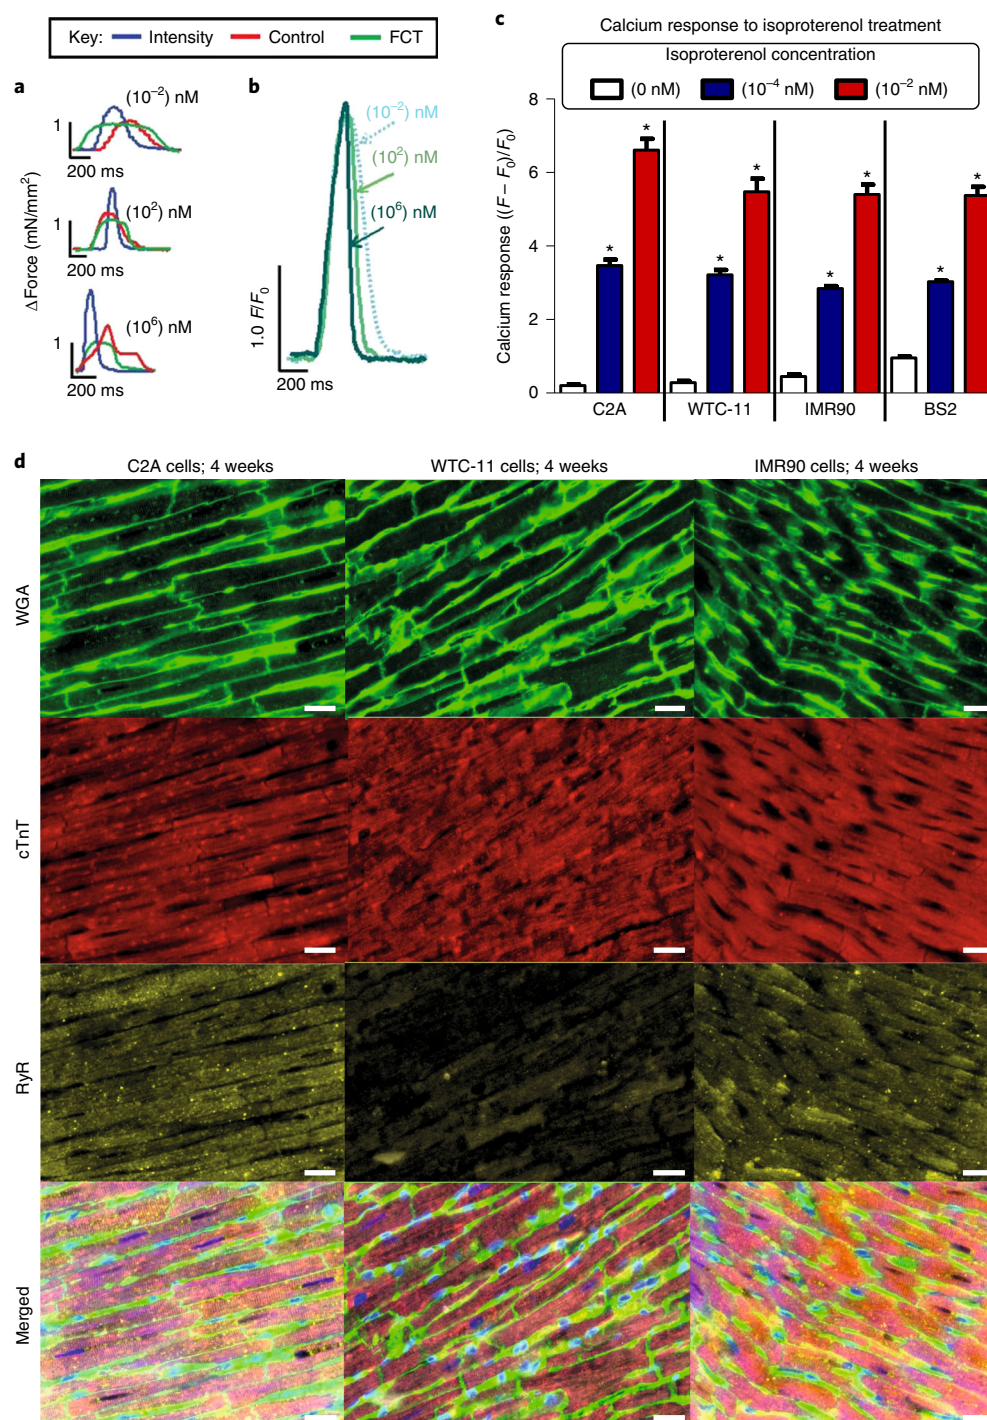 Key: Intensity Control FCT
a
(10⁻²) nM
1
200 ms
(10²) nM
1
200 ms
(10⁶) nM
1
200 ms
ΔForce (mN/mm²)
b
(10⁻²) nM
(10²) nM
(10⁶) nM
1.0 F/F₀
200 ms
c
Calcium response to isoproterenol treatment
Isoproterenol concentration
(0 nM) (10⁻⁴ nM) (10⁻² nM)
Calcium response ((F − F₀)/F₀)
8
6
4
2
0
* * * * * * * *
C2A WTC-11 IMR90 BS2
d
C2A cells; 4 weeks WTC-11 cells; 4 weeks IMR90 cells; 4 weeks
WGA
cTnT
RyR
Merged